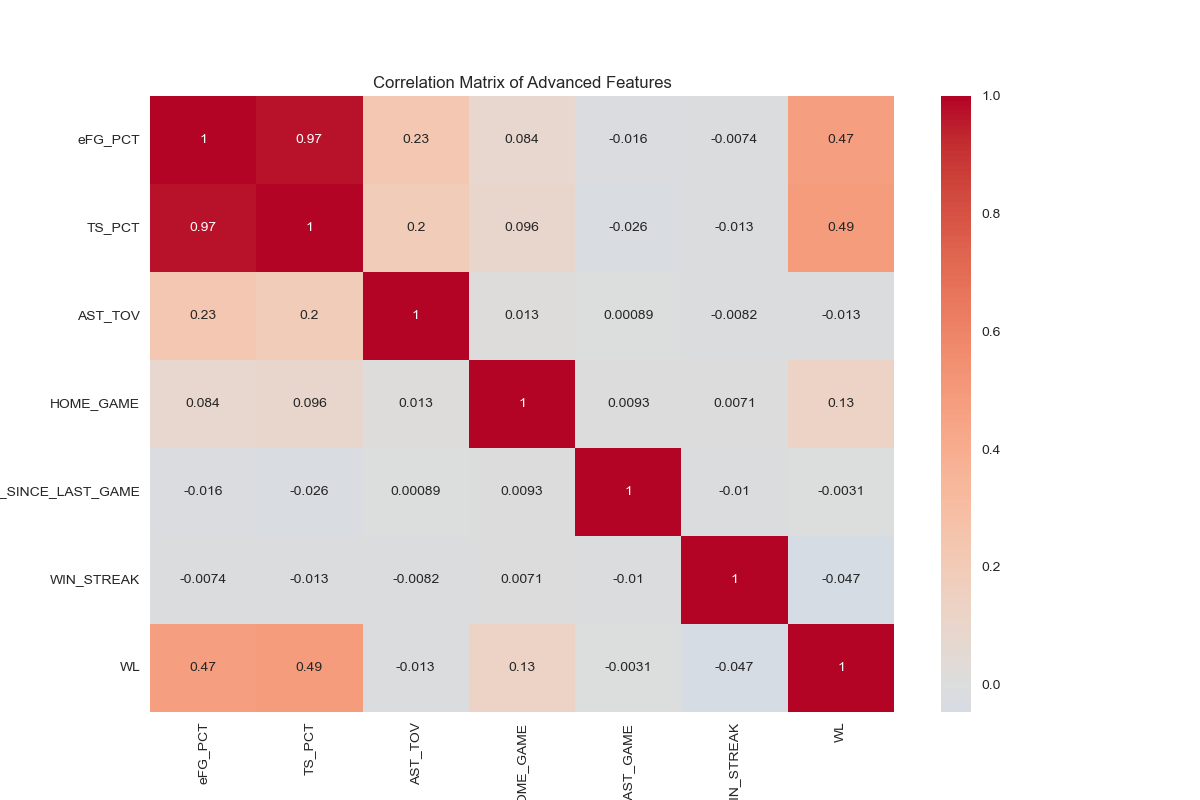 Correlation Matrix of Advanced Features
eFG_PCT 1 0.97 0.23 0.084 -0.016 -0.0074 0.47
TS_PCT 0.97 1 0.2 0.096 -0.026 -0.013 0.49
AST_TOV 0.23 0.2 1 0.013 0.00089 -0.0082 -0.013
HOME_GAME 0.084 0.096 0.013 1 0.0093 0.0071 0.13
_SINCE_LAST_GAME -0.016 -0.026 0.00089 0.0093 1 -0.01 -0.0031
WIN_STREAK -0.0074 -0.013 -0.0082 0.0071 -0.01 1 -0.047
WL 0.47 0.49 -0.013 0.13 -0.0031 -0.047 1
eFG_PCT
TS_PCT
AST_TOV
OME_GAME
AST_GAME
IN_STREAK
WL
1.0
0.8
0.6
0.4
0.2
0.0